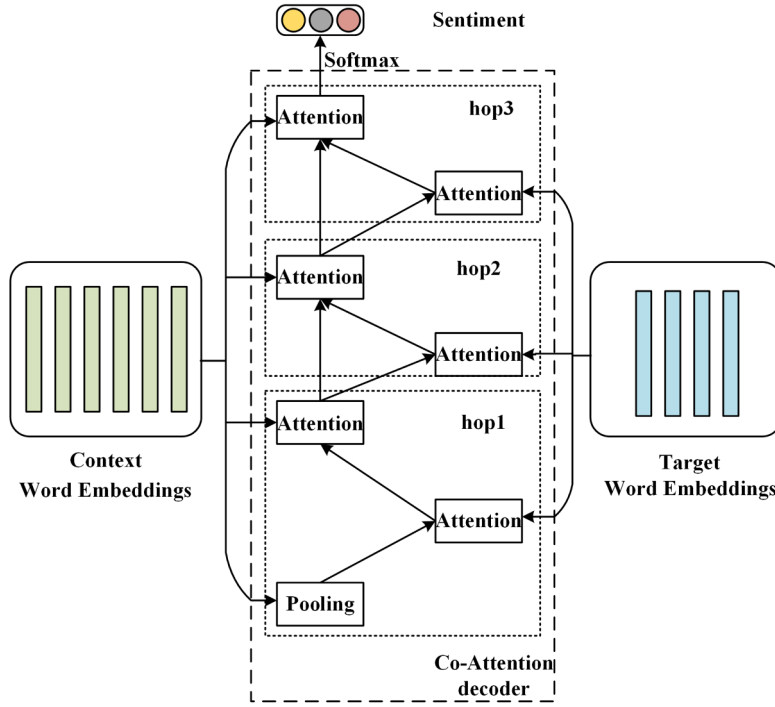 Sentiment
Softmax
Attention
hop3
Attention
Attention
hop2
Attention
Attention
hop1
Attention
Pooling
Context
Word Embeddings
Target
Word Embeddings
Co-Attention
decoder